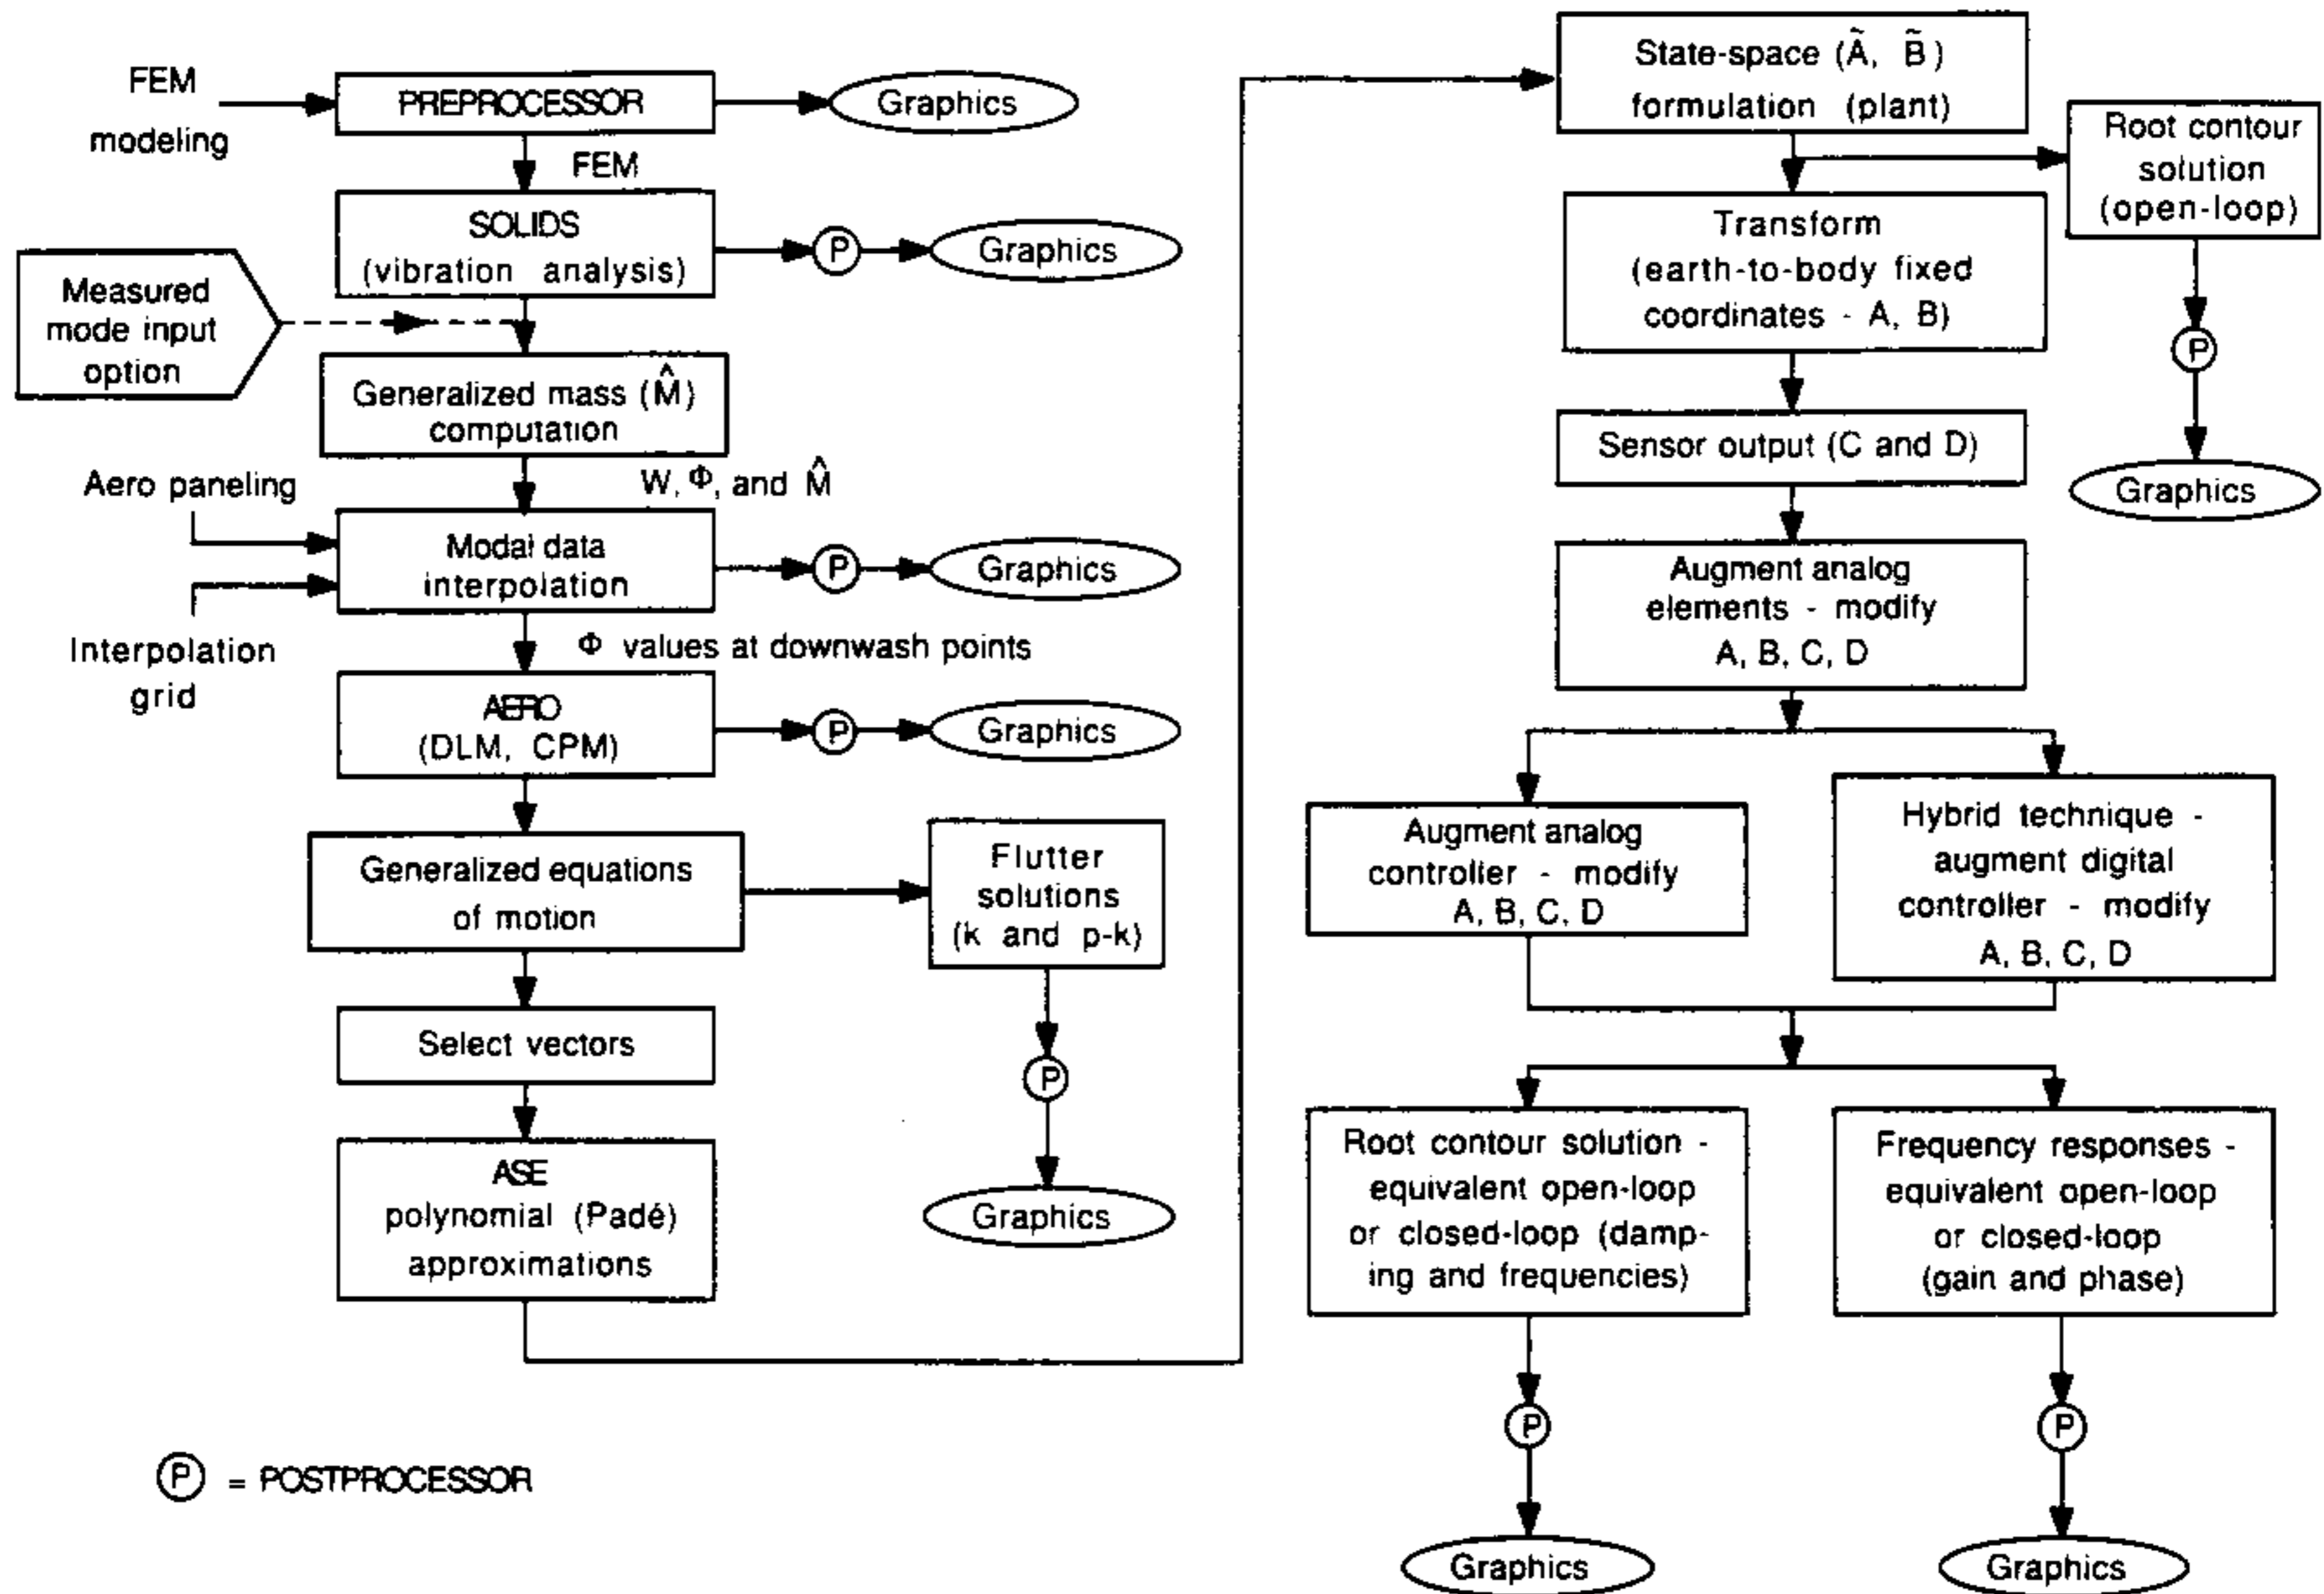 FEM
modeling
PREPROCESSOR
Graphics
FEM
SOLIDS
(vibration analysis)
P
Graphics
Measured
mode input
option
Generalized mass (M̂)
computation
Aero paneling
W, Φ, and M̂
Modal data
interpolation
P
Graphics
Interpolation
grid
Φ values at downwash points
AERO
(DLM, CPM)
P
Graphics
Generalized equations
of motion
Flutter
solutions
(k and p-k)
P
Graphics
Select vectors
ASE
polynomial (Padé)
approximations
P = POSTPROCESSOR
State-space (Ã, B̃)
formulation (plant)
Root contour
solution
(open-loop)
P
Graphics
Transform
(earth-to-body fixed
coordinates - A, B)
Sensor output (C and D)
Augment analog
elements - modify
A, B, C, D
Augment analog
controller - modify
A, B, C, D
Hybrid technique -
augment digital
controller - modify
A, B, C, D
Root contour solution -
equivalent open-loop
or closed-loop (damp-
ing and frequencies)
P
Graphics
Frequency responses -
equivalent open-loop
or closed-loop
(gain and phase)
P
Graphics